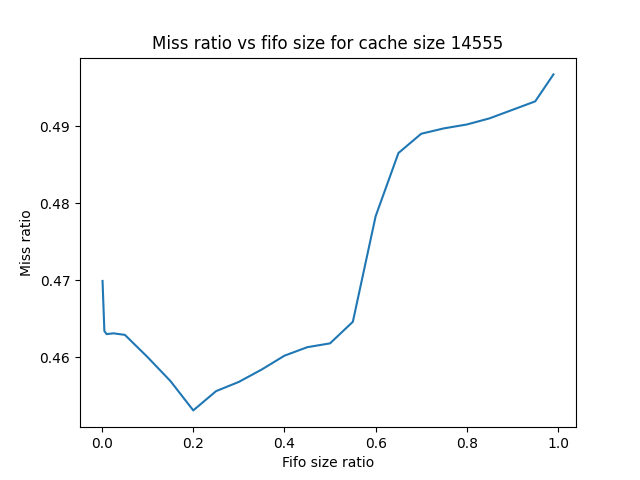 Miss ratio vs fifo size for cache size 14555
0.49
0.48
0.47
0.46
Miss ratio
0.0 0.2 0.4 0.6 0.8 1.0
Fifo size ratio